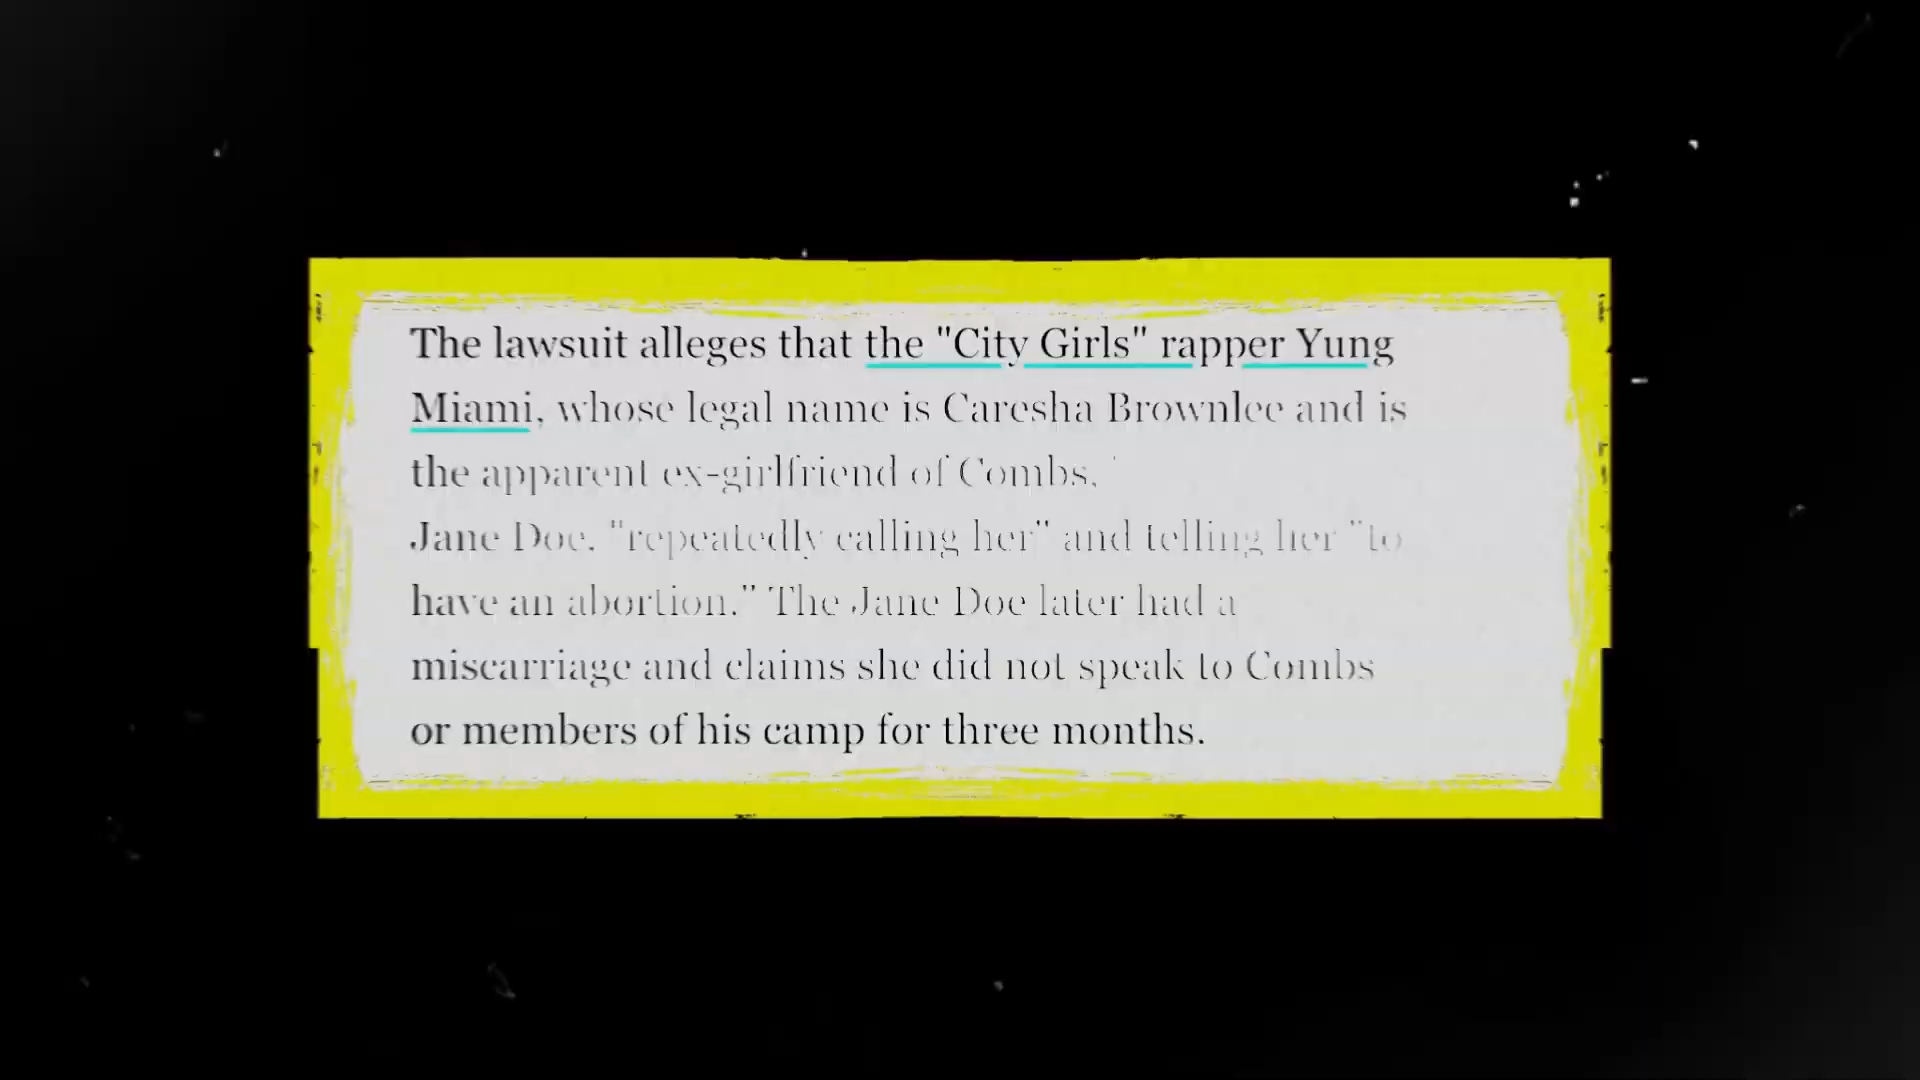 The lawsuit alleges that the "City Girls" rapper Yung
Miami, whose legal name is Caresha Brownlee and is
the apparent ex-girlfriend of Combs,
Jane Doe, "repeatedly calling her" and telling her "to
have an abortion." The Jane Doe later had a
miscarriage and claims she did not speak to Combs
or members of his camp for three months.